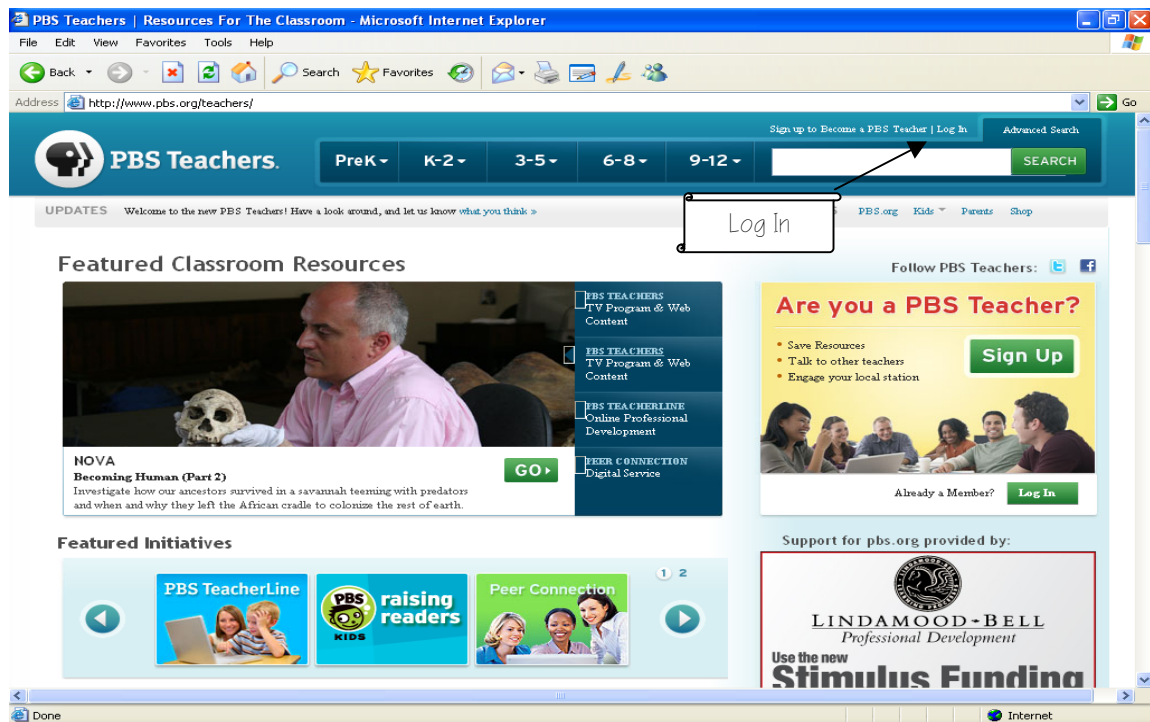 PBS Teachers | Resources For The Classroom - Microsoft Internet Explorer
File Edit View Favorites Tools Help
Back Search Favorites
Address http://www.pbs.org/teachers/ Go
Sign up to Become a PBS Teacher | Log In Advanced Search
PBS Teachers. PreK K-2 3-5 6-8 9-12 SEARCH
UPDATES Welcome to the new PBS Teachers! Have a look around, and let us know what you think » PBS.org Kids Parents Shop
Log In
Featured Classroom Resources
NOVA
Becoming Human (Part 2)
Investigate how our ancestors survived in a savannah teeming with predators
and when and why they left the African cradle to colonize the rest of earth.
GO
PBS TEACHERS
TV Program & Web
Content
PBS TEACHERS
TV Program & Web
Content
PBS TEACHERLINE
Online Professional
Development
PEER CONNECTION
Digital Service
Follow PBS Teachers:
Are you a PBS Teacher?
• Save Resources
• Talk to other teachers
• Engage your local station
Sign Up
Already a Member? Log In
Featured Initiatives
1 2
PBS TeacherLine
PBS KIDS raising
readers
Peer Connection
Support for pbs.org provided by:
LINDAMOOD-BELL
Professional Development
Use the new
Stimulus Funding
Done Internet